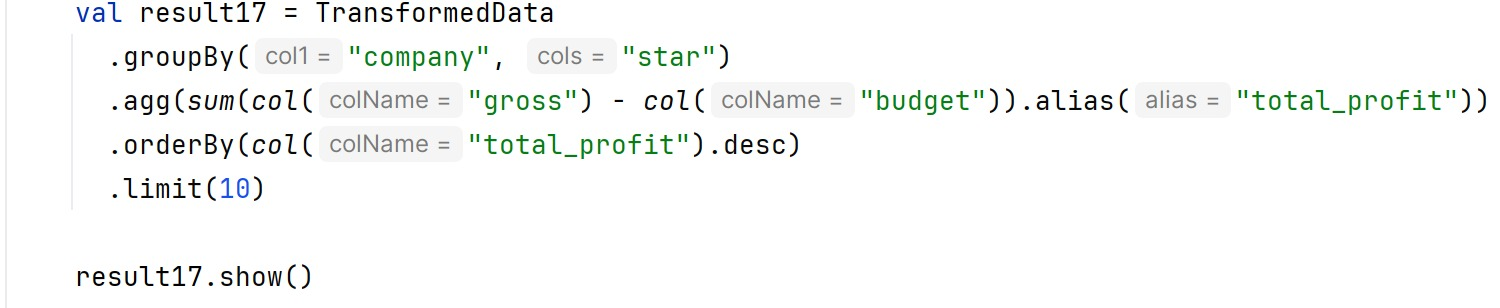 val result17 = TransformedData
.groupBy( col1 = "company", cols = "star")
.agg(sum(col( colName = "gross") - col( colName = "budget")).alias( alias = "total_profit"))
.orderBy(col( colName = "total_profit").desc)
.limit(10)
result17.show()